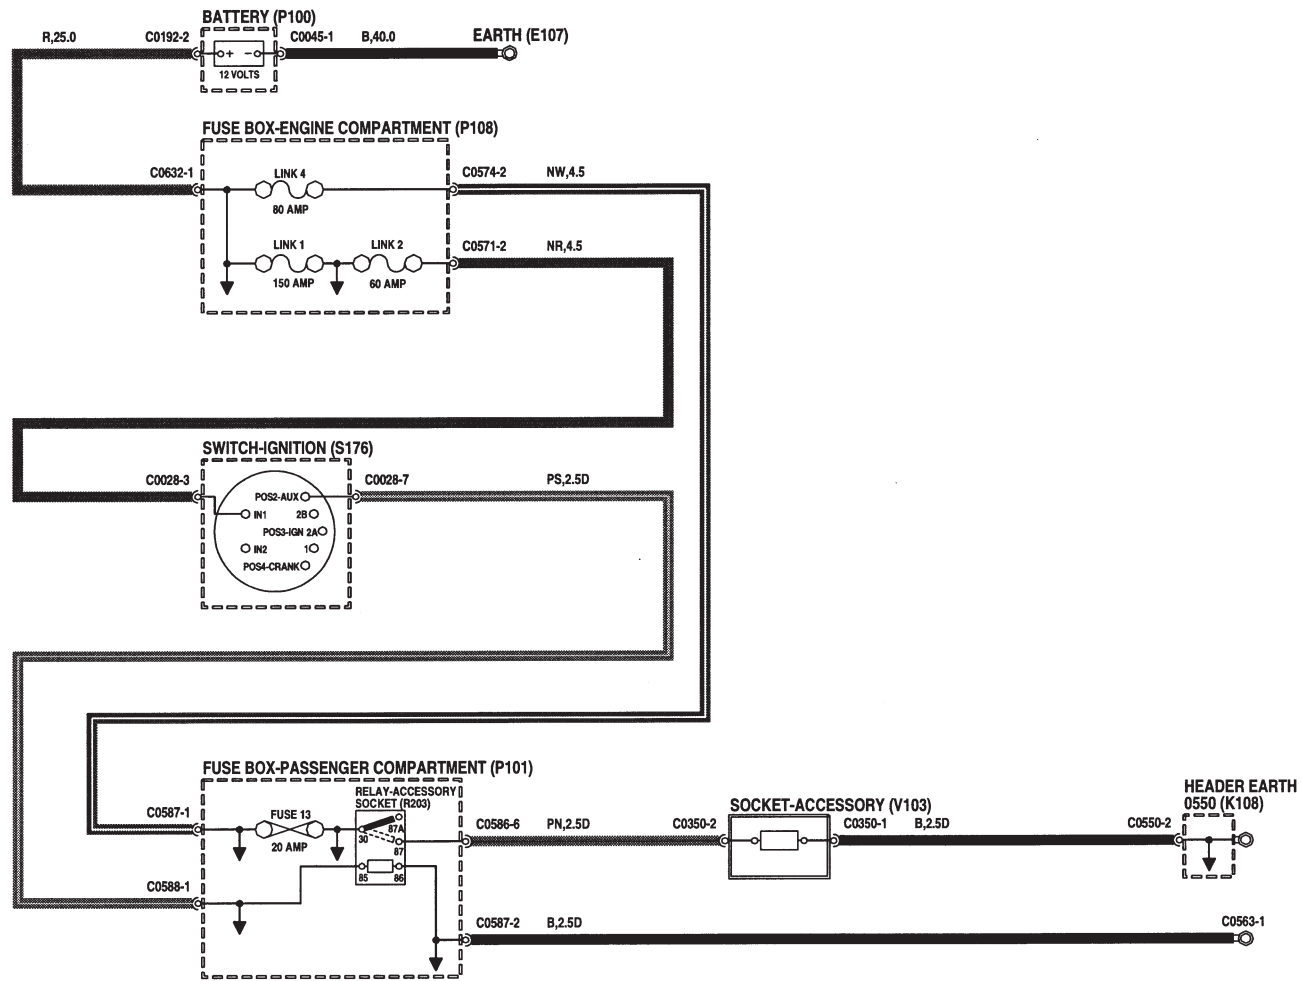 BATTERY (P100)
R,25.0
C0192-2
C0045-1
B,40.0
EARTH (E107)
+ -
12 VOLTS
FUSE BOX-ENGINE COMPARTMENT (P108)
C0632-1
LINK 4
80 AMP
C0574-2
NW,4.5
LINK 1
150 AMP
LINK 2
60 AMP
C0571-2
NR,4.5
SWITCH-IGNITION (S176)
C0028-3
C0028-7
PS,2.5D
POS2-AUX
IN1
2B
POS3-IGN 2A
IN2
1
POS4-CRANK
FUSE BOX-PASSENGER COMPARTMENT (P101)
RELAY-ACCESSORY
SOCKET (R203)
C0587-1
FUSE 13
20 AMP
87A
30
87
85
86
C0586-6
PN,2.5D
C0350-2
SOCKET-ACCESSORY (V103)
C0350-1
B,2.5D
C0550-2
HEADER EARTH
0550 (K108)
C0588-1
C0587-2
B,2.5D
C0563-1